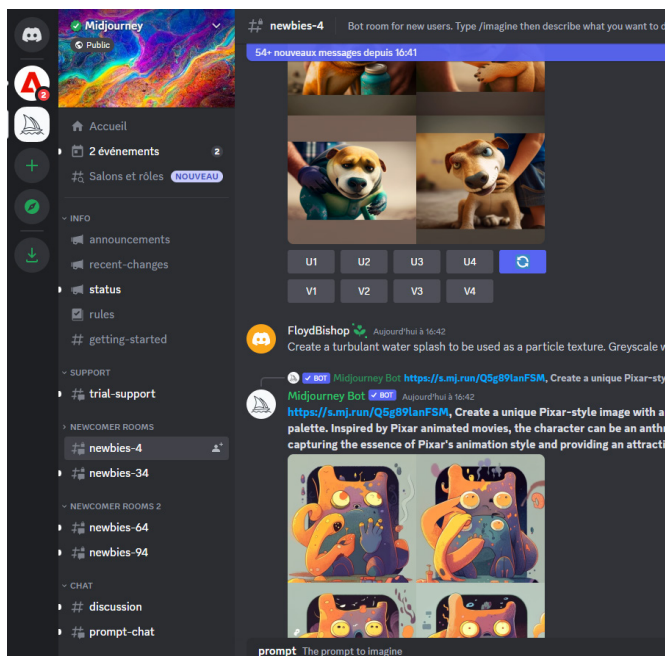 Midjourney
Public
2
Accueil
2 événements
2
Salons et rôles
NOUVEAU
INFO
announcements
recent-changes
status
rules
getting-started
SUPPORT
trial-support
NEWCOMER ROOMS
newbies-4
newbies-34
NEWCOMER ROOMS 2
newbies-64
newbies-94
CHAT
discussion
prompt-chat
newbies-4 Bot room for new users. Type /imagine then describe what you want to d
54+ nouveaux messages depuis 16:41
U1 U2 U3 U4
V1 V2 V3 V4
FloydBishop Aujourd'hui à 16:42
Create a turbulant water splash to be used as a particle texture. Greyscale w
BOT Midjourney Bot https://s.mj.run/Q5g89lanFSM, Create a unique Pixar-sty
Midjourney Bot BOT Aujourd'hui à 16:42
https://s.mj.run/Q5g89lanFSM, Create a unique Pixar-style image with a
palette. Inspired by Pixar animated movies, the character can be an anth
capturing the essence of Pixar's animation style and providing an attracti
prompt The prompt to imagine